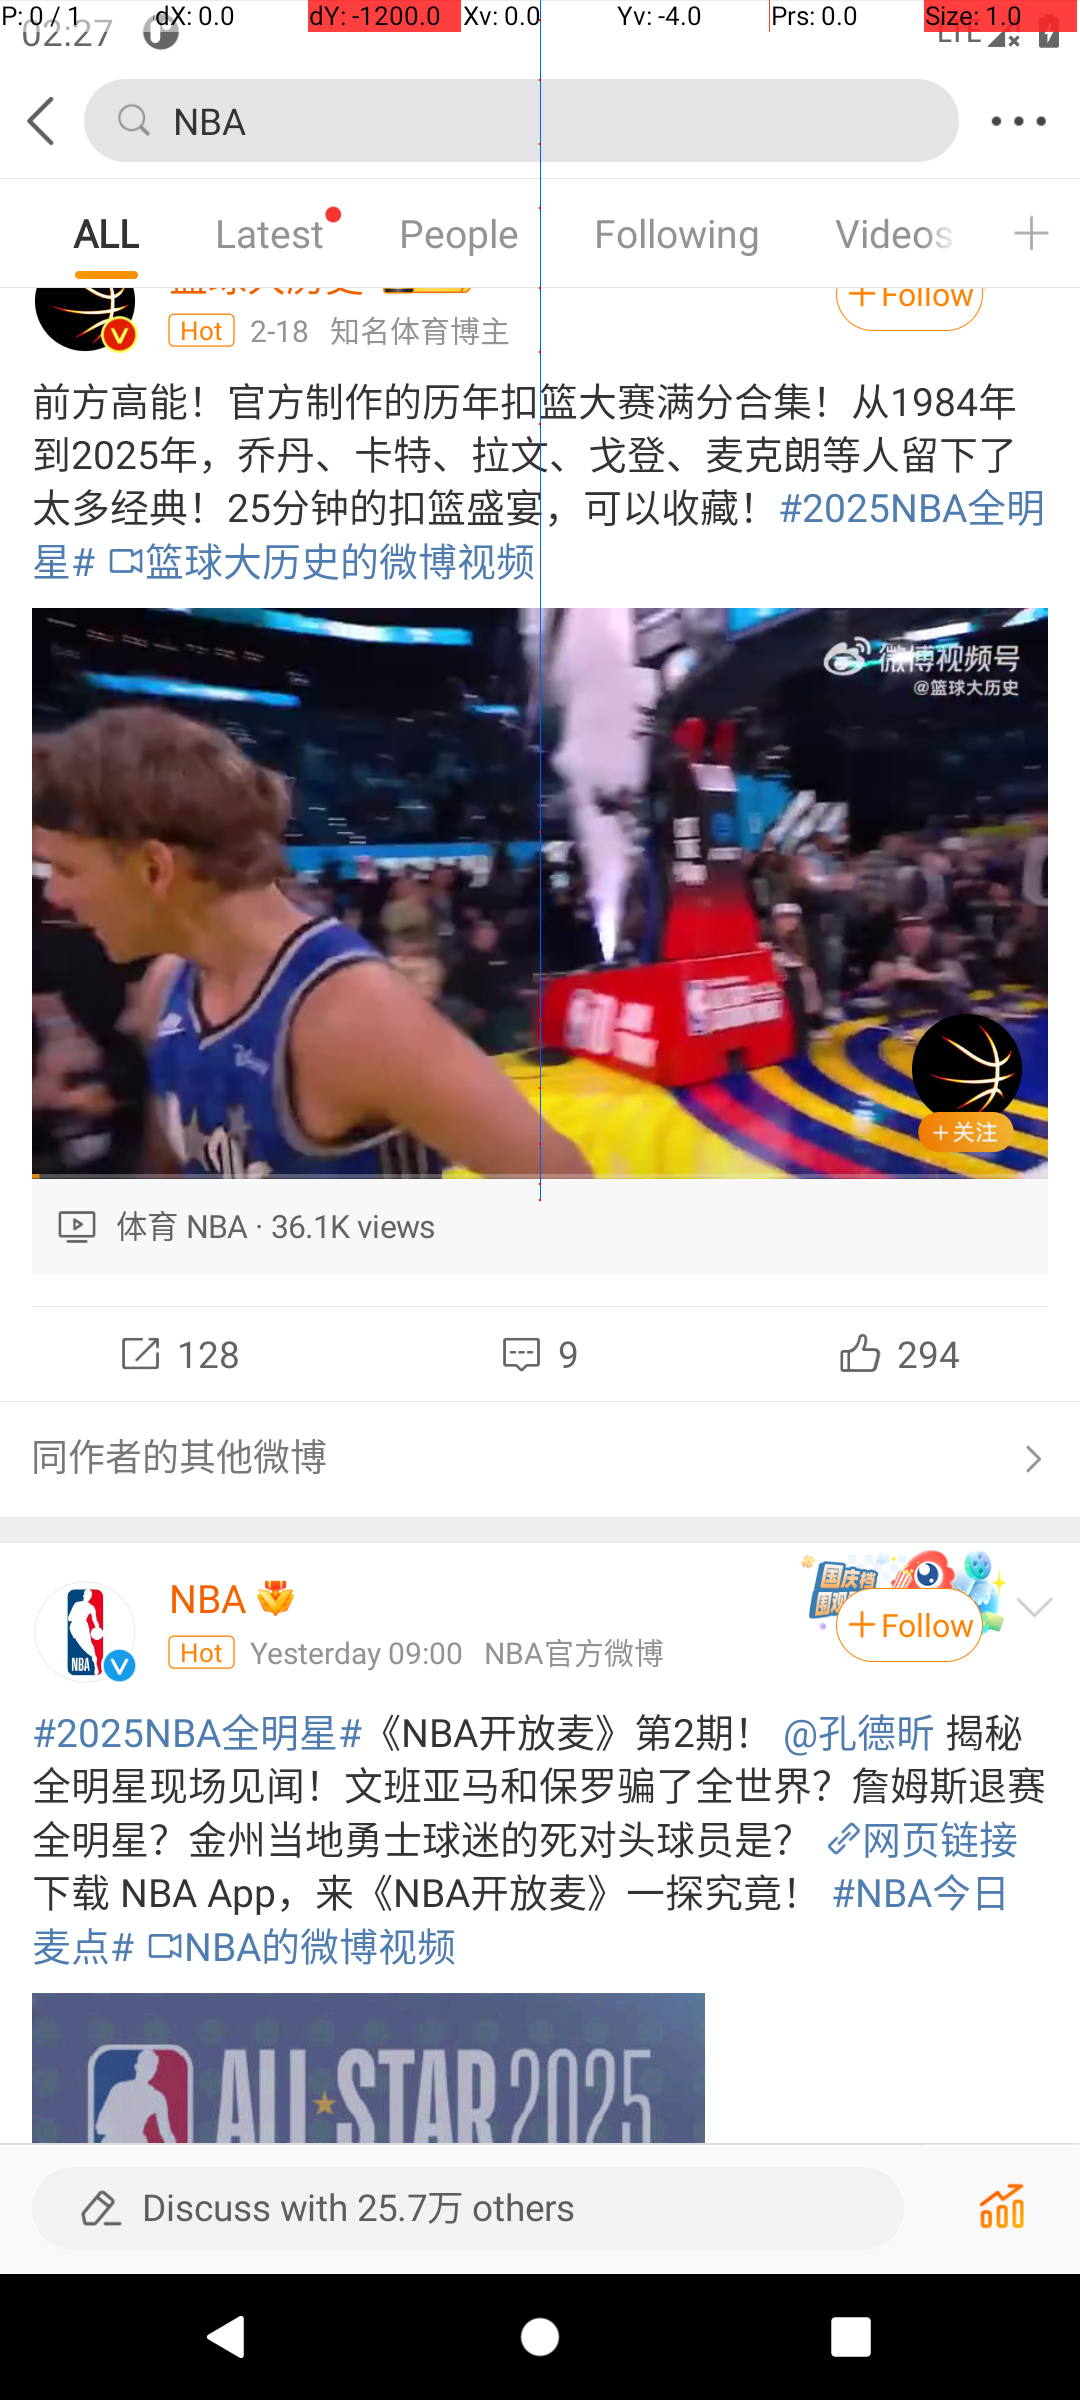 P: 0 / 1 dX: 0.0 dY: -1200.0 Xv: 0.0 Yv: -4.0 Prs: 0.0 Size: 1.0
02:27 LTE
NBA
ALL Latest People Following Videos
篮球大历史 +Follow
Hot 2-18 知名体育博主
前方高能！官方制作的历年扣篮大赛满分合集！从1984年
到2025年，乔丹、卡特、拉文、戈登、麦克朗等人留下了
太多经典！25分钟的扣篮盛宴，可以收藏！#2025NBA全明
星# 篮球大历史的微博视频
微博视频号
@篮球大历史
+关注
体育 NBA · 36.1K views
128 9 294
同作者的其他微博
国庆档
NBA
+Follow
Hot Yesterday 09:00 NBA官方微博
NBA
#2025NBA全明星#《NBA开放麦》第2期！ @孔德昕 揭秘
全明星现场见闻！文班亚马和保罗骗了全世界？詹姆斯退赛
全明星？金州当地勇士球迷的死对头球员是？ 网页链接
下载 NBA App，来《NBA开放麦》一探究竟！ #NBA今日
麦点# NBA的微博视频
ALL STAR 2025
Discuss with 25.7万 others